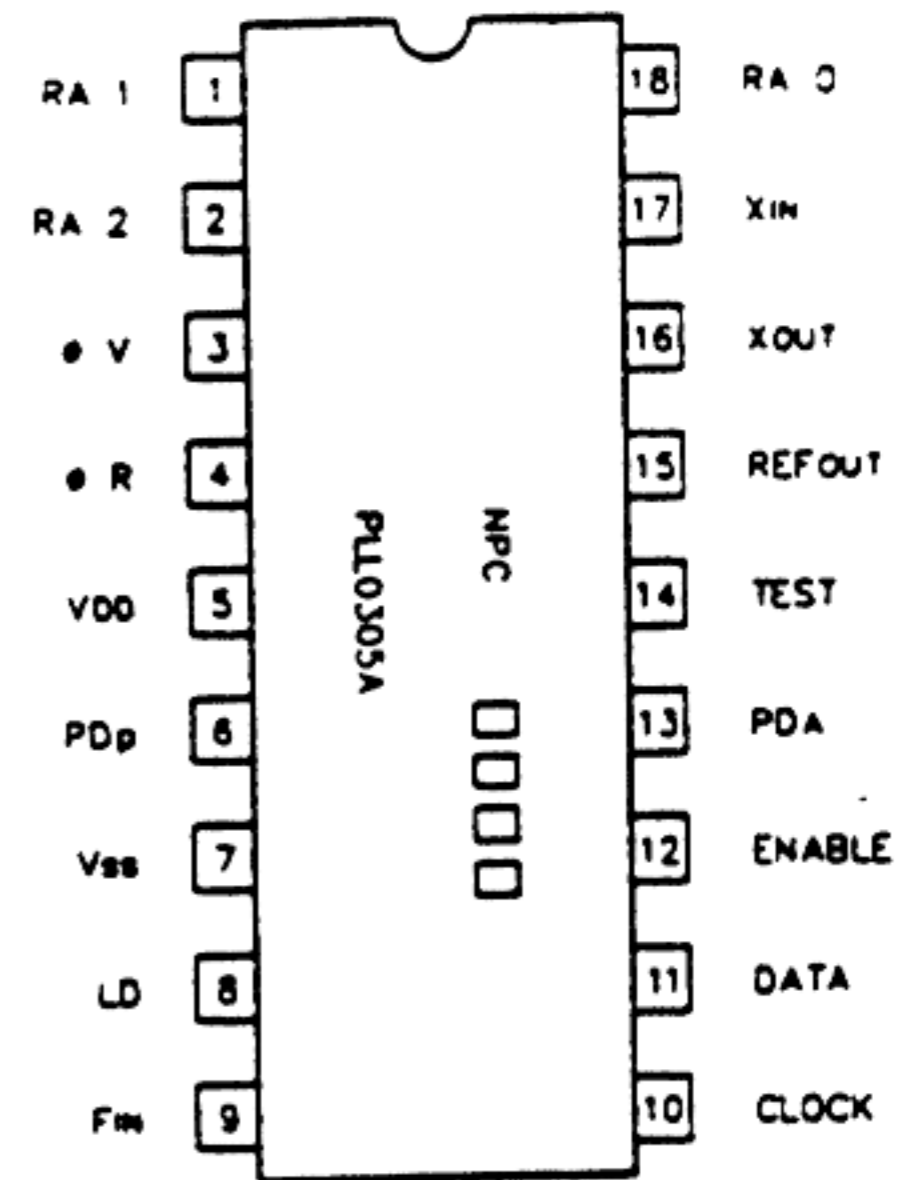 RA 1 1 18 RA 0
RA 2 2 17 XIN
ø V 3 16 XOUT
ø R 4 15 REFOUT
VDD 5 14 TEST
PDp 6 13 PDA
Vss 7 12 ENABLE
LD 8 11 DATA
Fin 9 10 CLOCK
NPC
PLL0305A